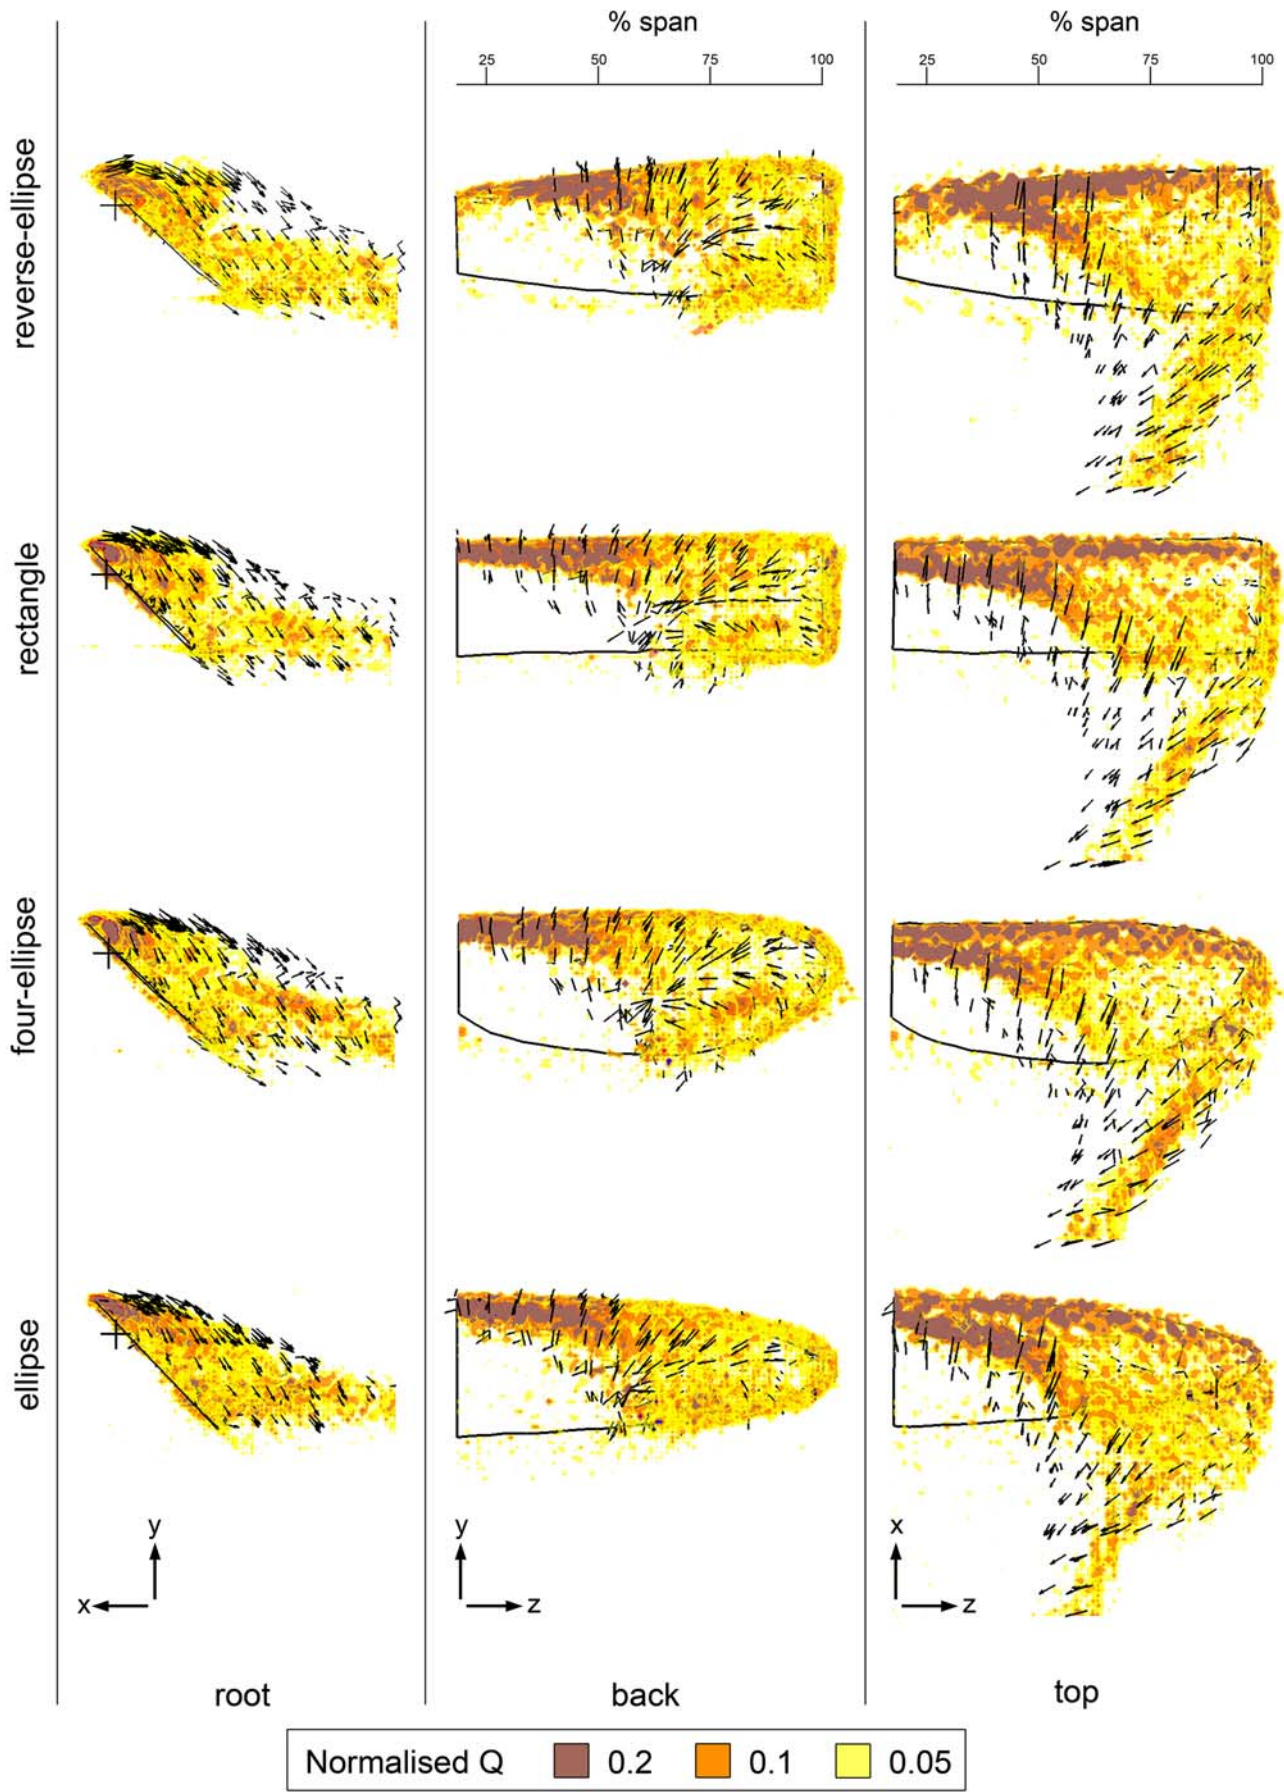 % span
% span
25 50 75 100
25 50 75 100
reverse-ellipse
rectangle
four-ellipse
ellipse
y
x
y
z
x
z
root
back
top
Normalised Q 0.2 0.1 0.05